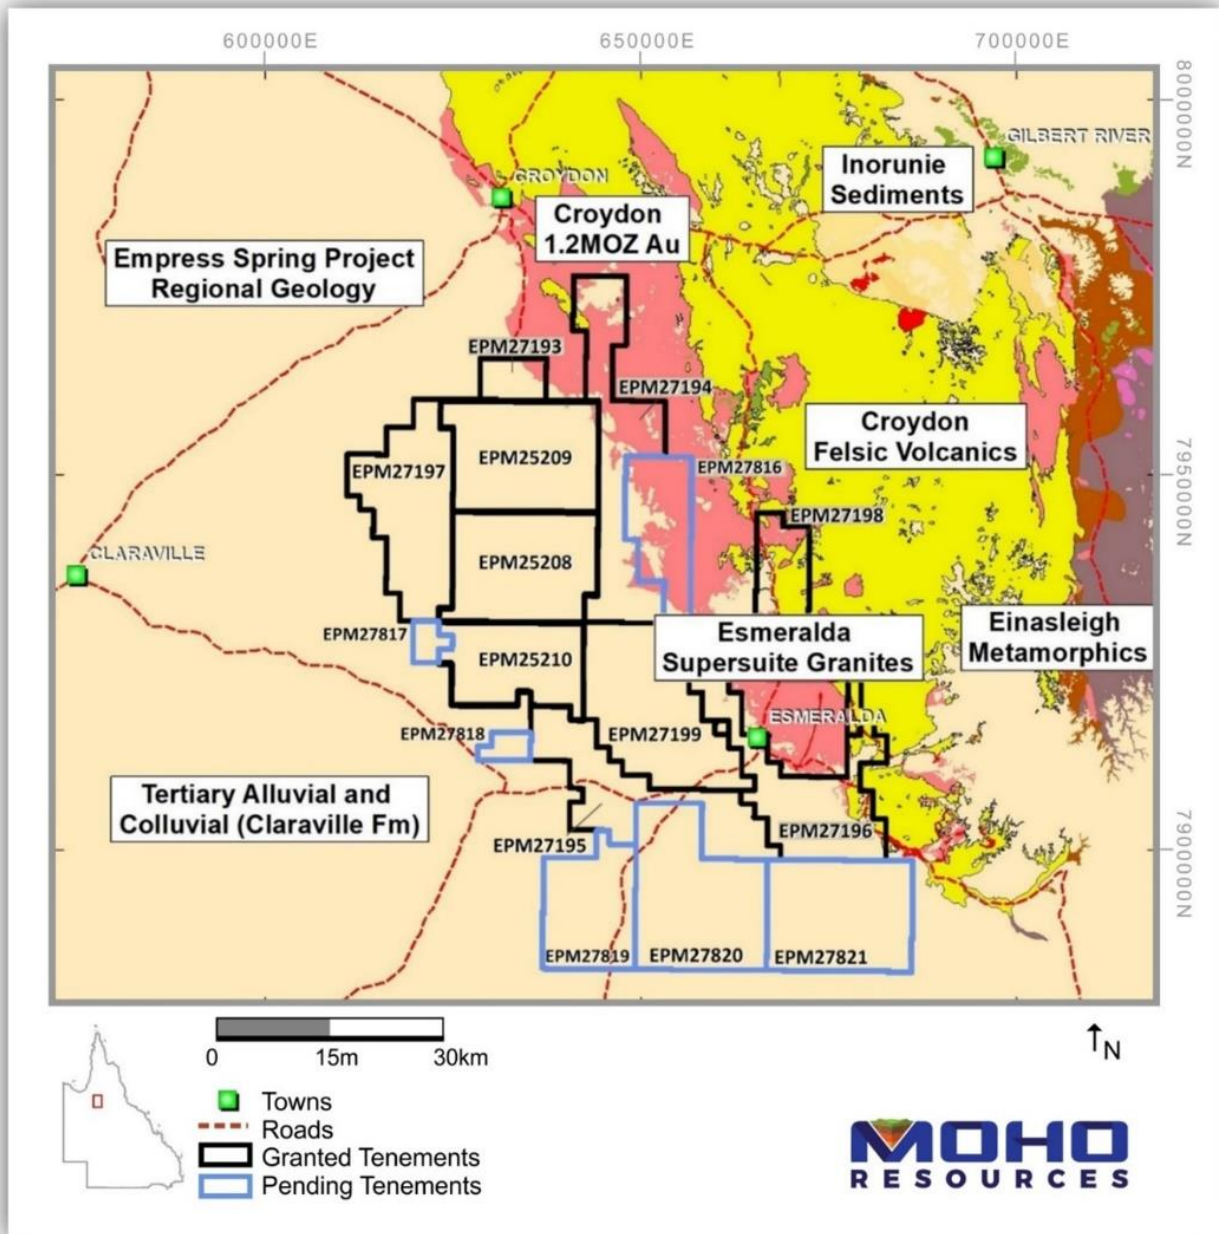 600000E
650000E
700000E
8000000N
GILBERT RIVER
Inorunie
Sediments
CROYDON
Croydon
1.2MOZ Au
Empress Spring Project
Regional Geology
EPM27193
EPM27194
Croydon
Felsic Volcanics
EPM25209
EPM27197
EPM27816
7950000N
EPM27198
CLARAVILLE
EPM25208
EPM27817
Esmeralda
Supersuite Granites
Einasleigh
Metamorphics
EPM25210
ESMERALDA
EPM27818
EPM27199
Tertiary Alluvial and
Colluvial (Claraville Fm)
EPM27196
EPM27195
7900000N
EPM27819
EPM27820
EPM27821
0 15m 30km
N
Towns
Roads
Granted Tenements
Pending Tenements
MOHO
RESOURCES